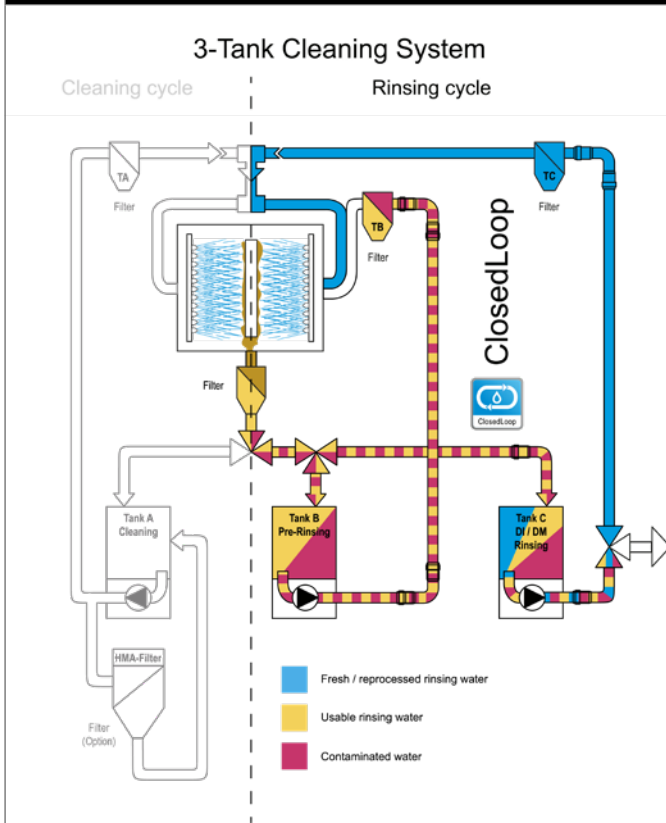 3-Tank Cleaning System
Cleaning cycle
Rinsing cycle
TA
Filter
TC
Filter
TB
Filter
ClosedLoop
ClosedLoop
Filter
Tank A
Cleaning
Tank B
Pre-Rinsing
Tank C
DI / DM
Rinsing
HMA-Filter
Filter
(Option)
Fresh / reprocessed rinsing water
Usable rinsing water
Contaminated water